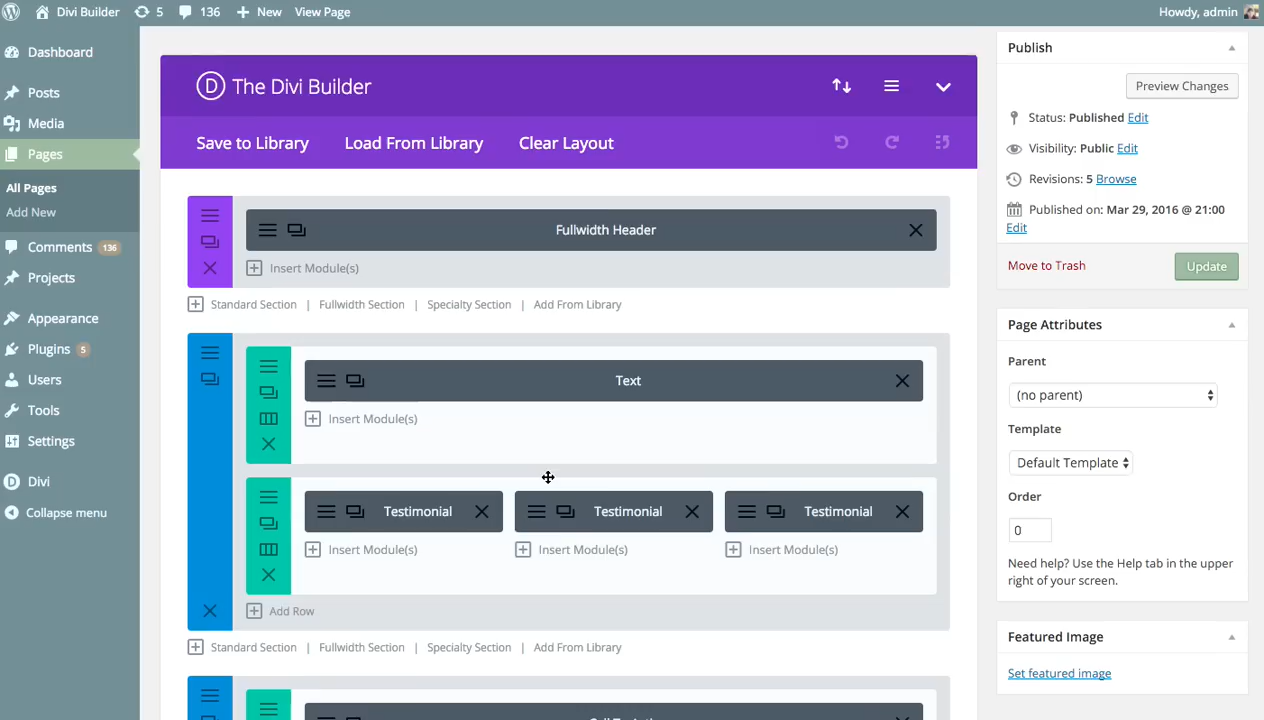 Divi Builder 5 136 New View Page Howdy, admin
Dashboard
Posts
Media
Pages
All Pages
Add New
Comments 136
Projects
Appearance
Plugins 5
Users
Tools
Settings
Divi
Collapse menu
D The Divi Builder
Save to Library Load From Library Clear Layout
Fullwidth Header
Insert Module(s)
Standard Section | Fullwidth Section | Specialty Section | Add From Library
Text
Insert Module(s)
Testimonial Testimonial Testimonial
Insert Module(s) Insert Module(s) Insert Module(s)
Add Row
Standard Section | Fullwidth Section | Specialty Section | Add From Library
Publish
Preview Changes
Status: Published Edit
Visibility: Public Edit
Revisions: 5 Browse
Published on: Mar 29, 2016 @ 21:00
Edit
Move to Trash Update
Page Attributes
Parent
(no parent)
Template
Default Template
Order
0
Need help? Use the Help tab in the upper
right of your screen.
Featured Image
Set featured image